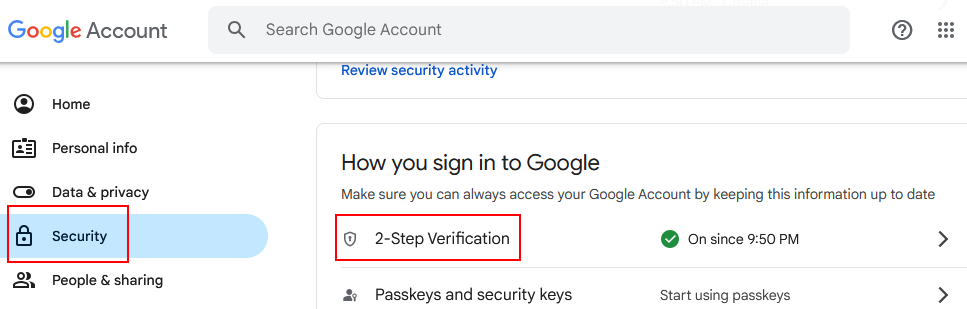 Google Account
Search Google Account
Review security activity
Home
Personal info
Data & privacy
Security
People & sharing
How you sign in to Google
Make sure you can always access your Google Account by keeping this information up to date
2-Step Verification
On since 9:50 PM
Passkeys and security keys
Start using passkeys